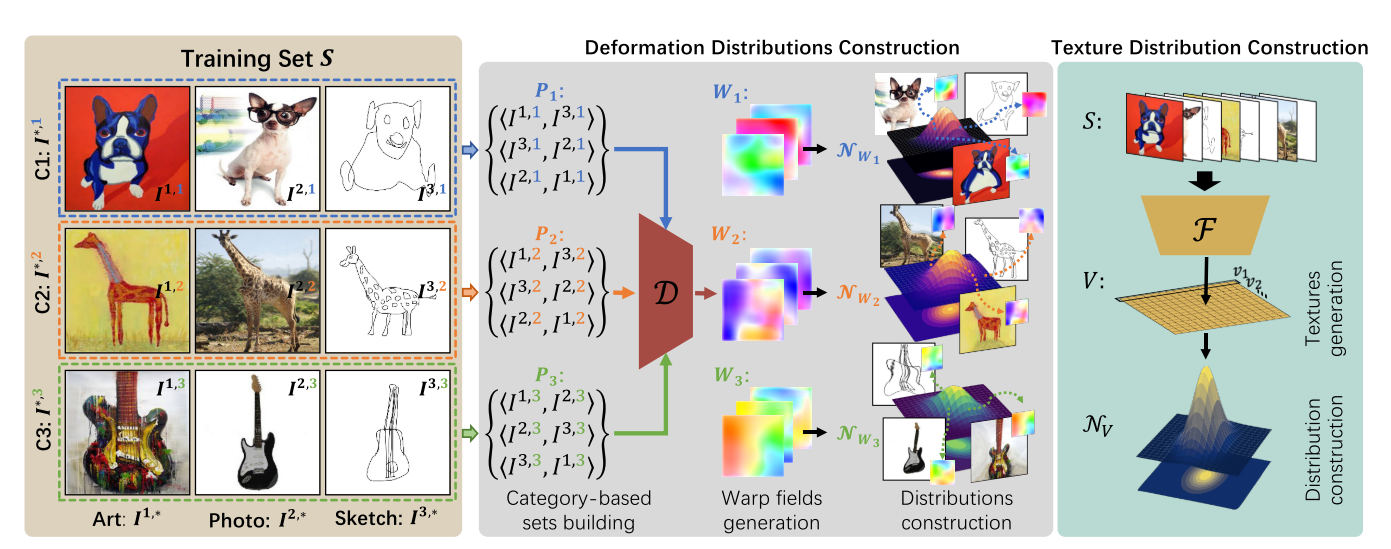 Training Set S
C1: I*,1
I1,1
I2,1
I3,1
C2: I*,2
I1,2
I2,2
I3,2
C3: I*,3
I1,3
I2,3
I3,3
Art: I1,*
Photo: I2,*
Sketch: I3,*
Deformation Distributions Construction
P1:
⟨I1,1, I3,1⟩
⟨I3,1, I2,1⟩
⟨I2,1, I1,1⟩
P2:
⟨I1,2, I3,2⟩
⟨I3,2, I2,2⟩
⟨I2,2, I1,2⟩
P3:
⟨I1,3, I2,3⟩
⟨I2,3, I3,3⟩
⟨I3,3, I1,3⟩
Category-based
sets building
D
W1:
W2:
W3:
Warp fields
generation
NW1
NW2
NW3
Distributions
construction
Texture Distribution Construction
S:
F
V:
v1
v2
Textures
generation
NV
Distribution
construction